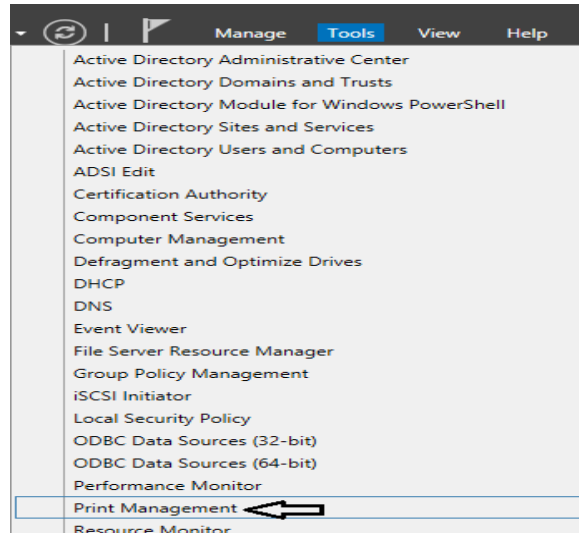 Manage Tools View Help
Active Directory Administrative Center
Active Directory Domains and Trusts
Active Directory Module for Windows PowerShell
Active Directory Sites and Services
Active Directory Users and Computers
ADSI Edit
Certification Authority
Component Services
Computer Management
Defragment and Optimize Drives
DHCP
DNS
Event Viewer
File Server Resource Manager
Group Policy Management
iSCSI Initiator
Local Security Policy
ODBC Data Sources (32-bit)
ODBC Data Sources (64-bit)
Performance Monitor
Print Management
Resource Monitor